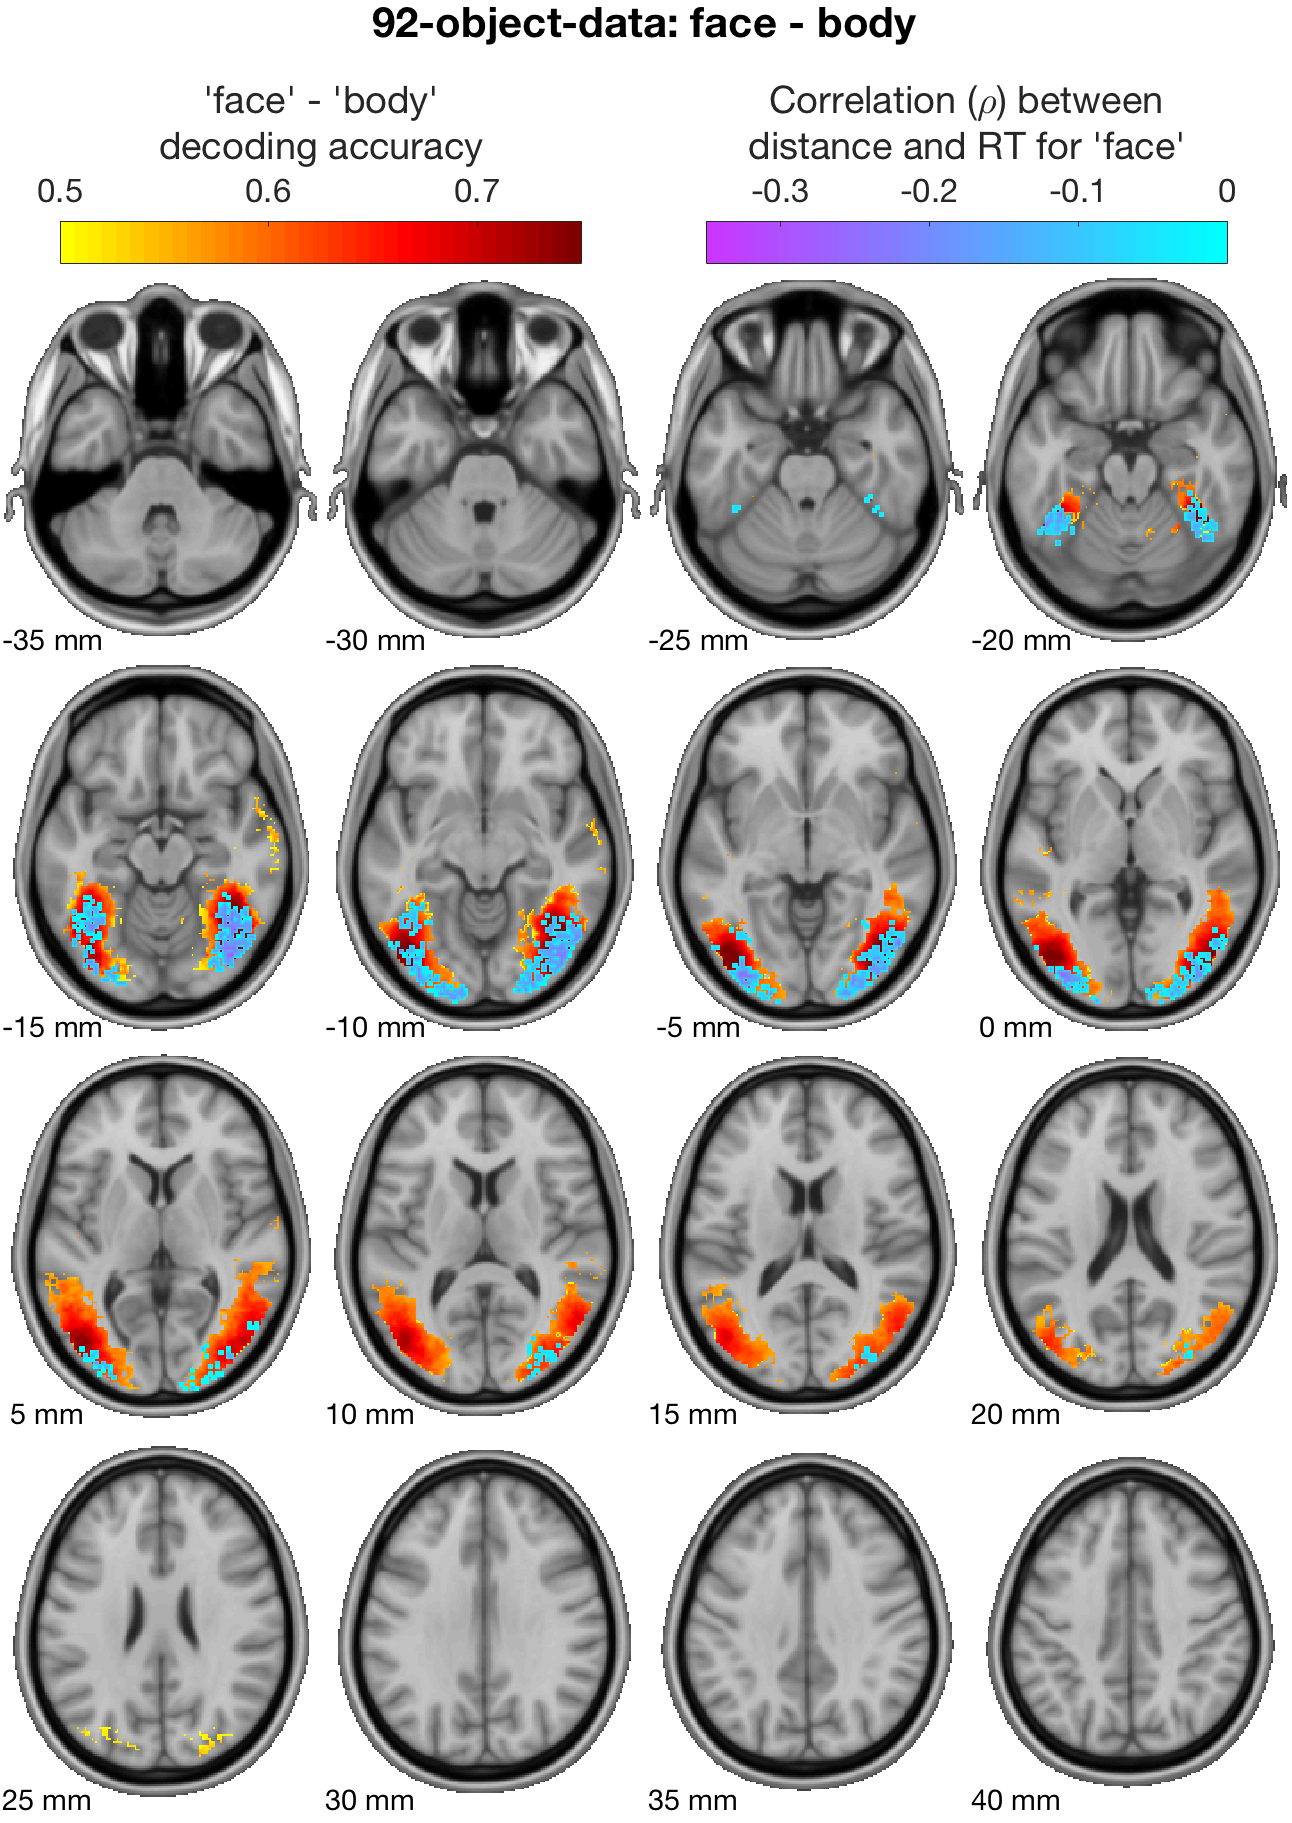 92-object-data: face - body
'face' - 'body'
decoding accuracy
0.5 0.6 0.7
Correlation (ρ) between
distance and RT for 'face'
-0.3 -0.2 -0.1 0
-35 mm -30 mm -25 mm -20 mm
-15 mm -10 mm -5 mm 0 mm
5 mm 10 mm 15 mm 20 mm
25 mm 30 mm 35 mm 40 mm